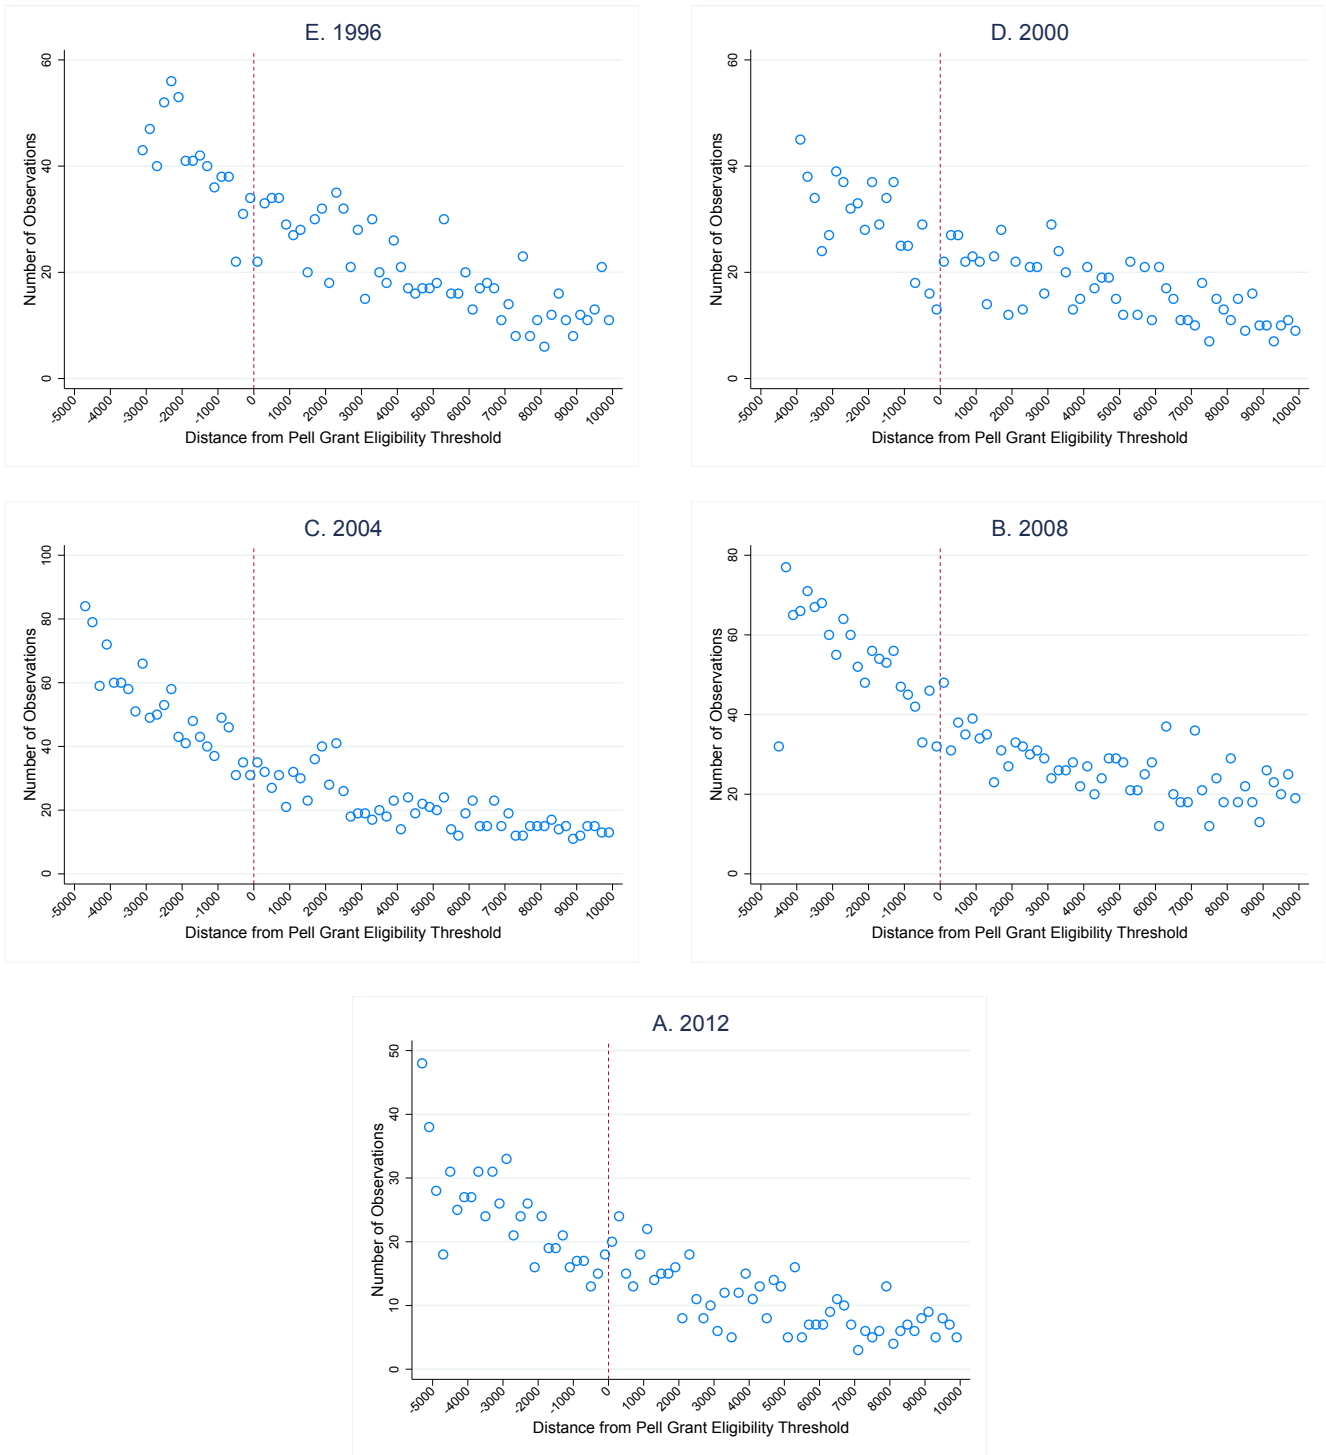 E. 1996
Number of Observations
60
40
20
0
-5000 -4000 -3000 -2000 -1000 0 1000 2000 3000 4000 5000 6000 7000 8000 9000 10000
Distance from Pell Grant Eligibility Threshold
D. 2000
Number of Observations
60
40
20
0
-5000 -4000 -3000 -2000 -1000 0 1000 2000 3000 4000 5000 6000 7000 8000 9000 10000
Distance from Pell Grant Eligibility Threshold
C. 2004
Number of Observations
100
80
60
40
20
0
-5000 -4000 -3000 -2000 -1000 0 1000 2000 3000 4000 5000 6000 7000 8000 9000 10000
Distance from Pell Grant Eligibility Threshold
B. 2008
Number of Observations
80
60
40
20
0
-5000 -4000 -3000 -2000 -1000 0 1000 2000 3000 4000 5000 6000 7000 8000 9000 10000
Distance from Pell Grant Eligibility Threshold
A. 2012
Number of Observations
50
40
30
20
10
0
-5000 -4000 -3000 -2000 -1000 0 1000 2000 3000 4000 5000 6000 7000 8000 9000 10000
Distance from Pell Grant Eligibility Threshold